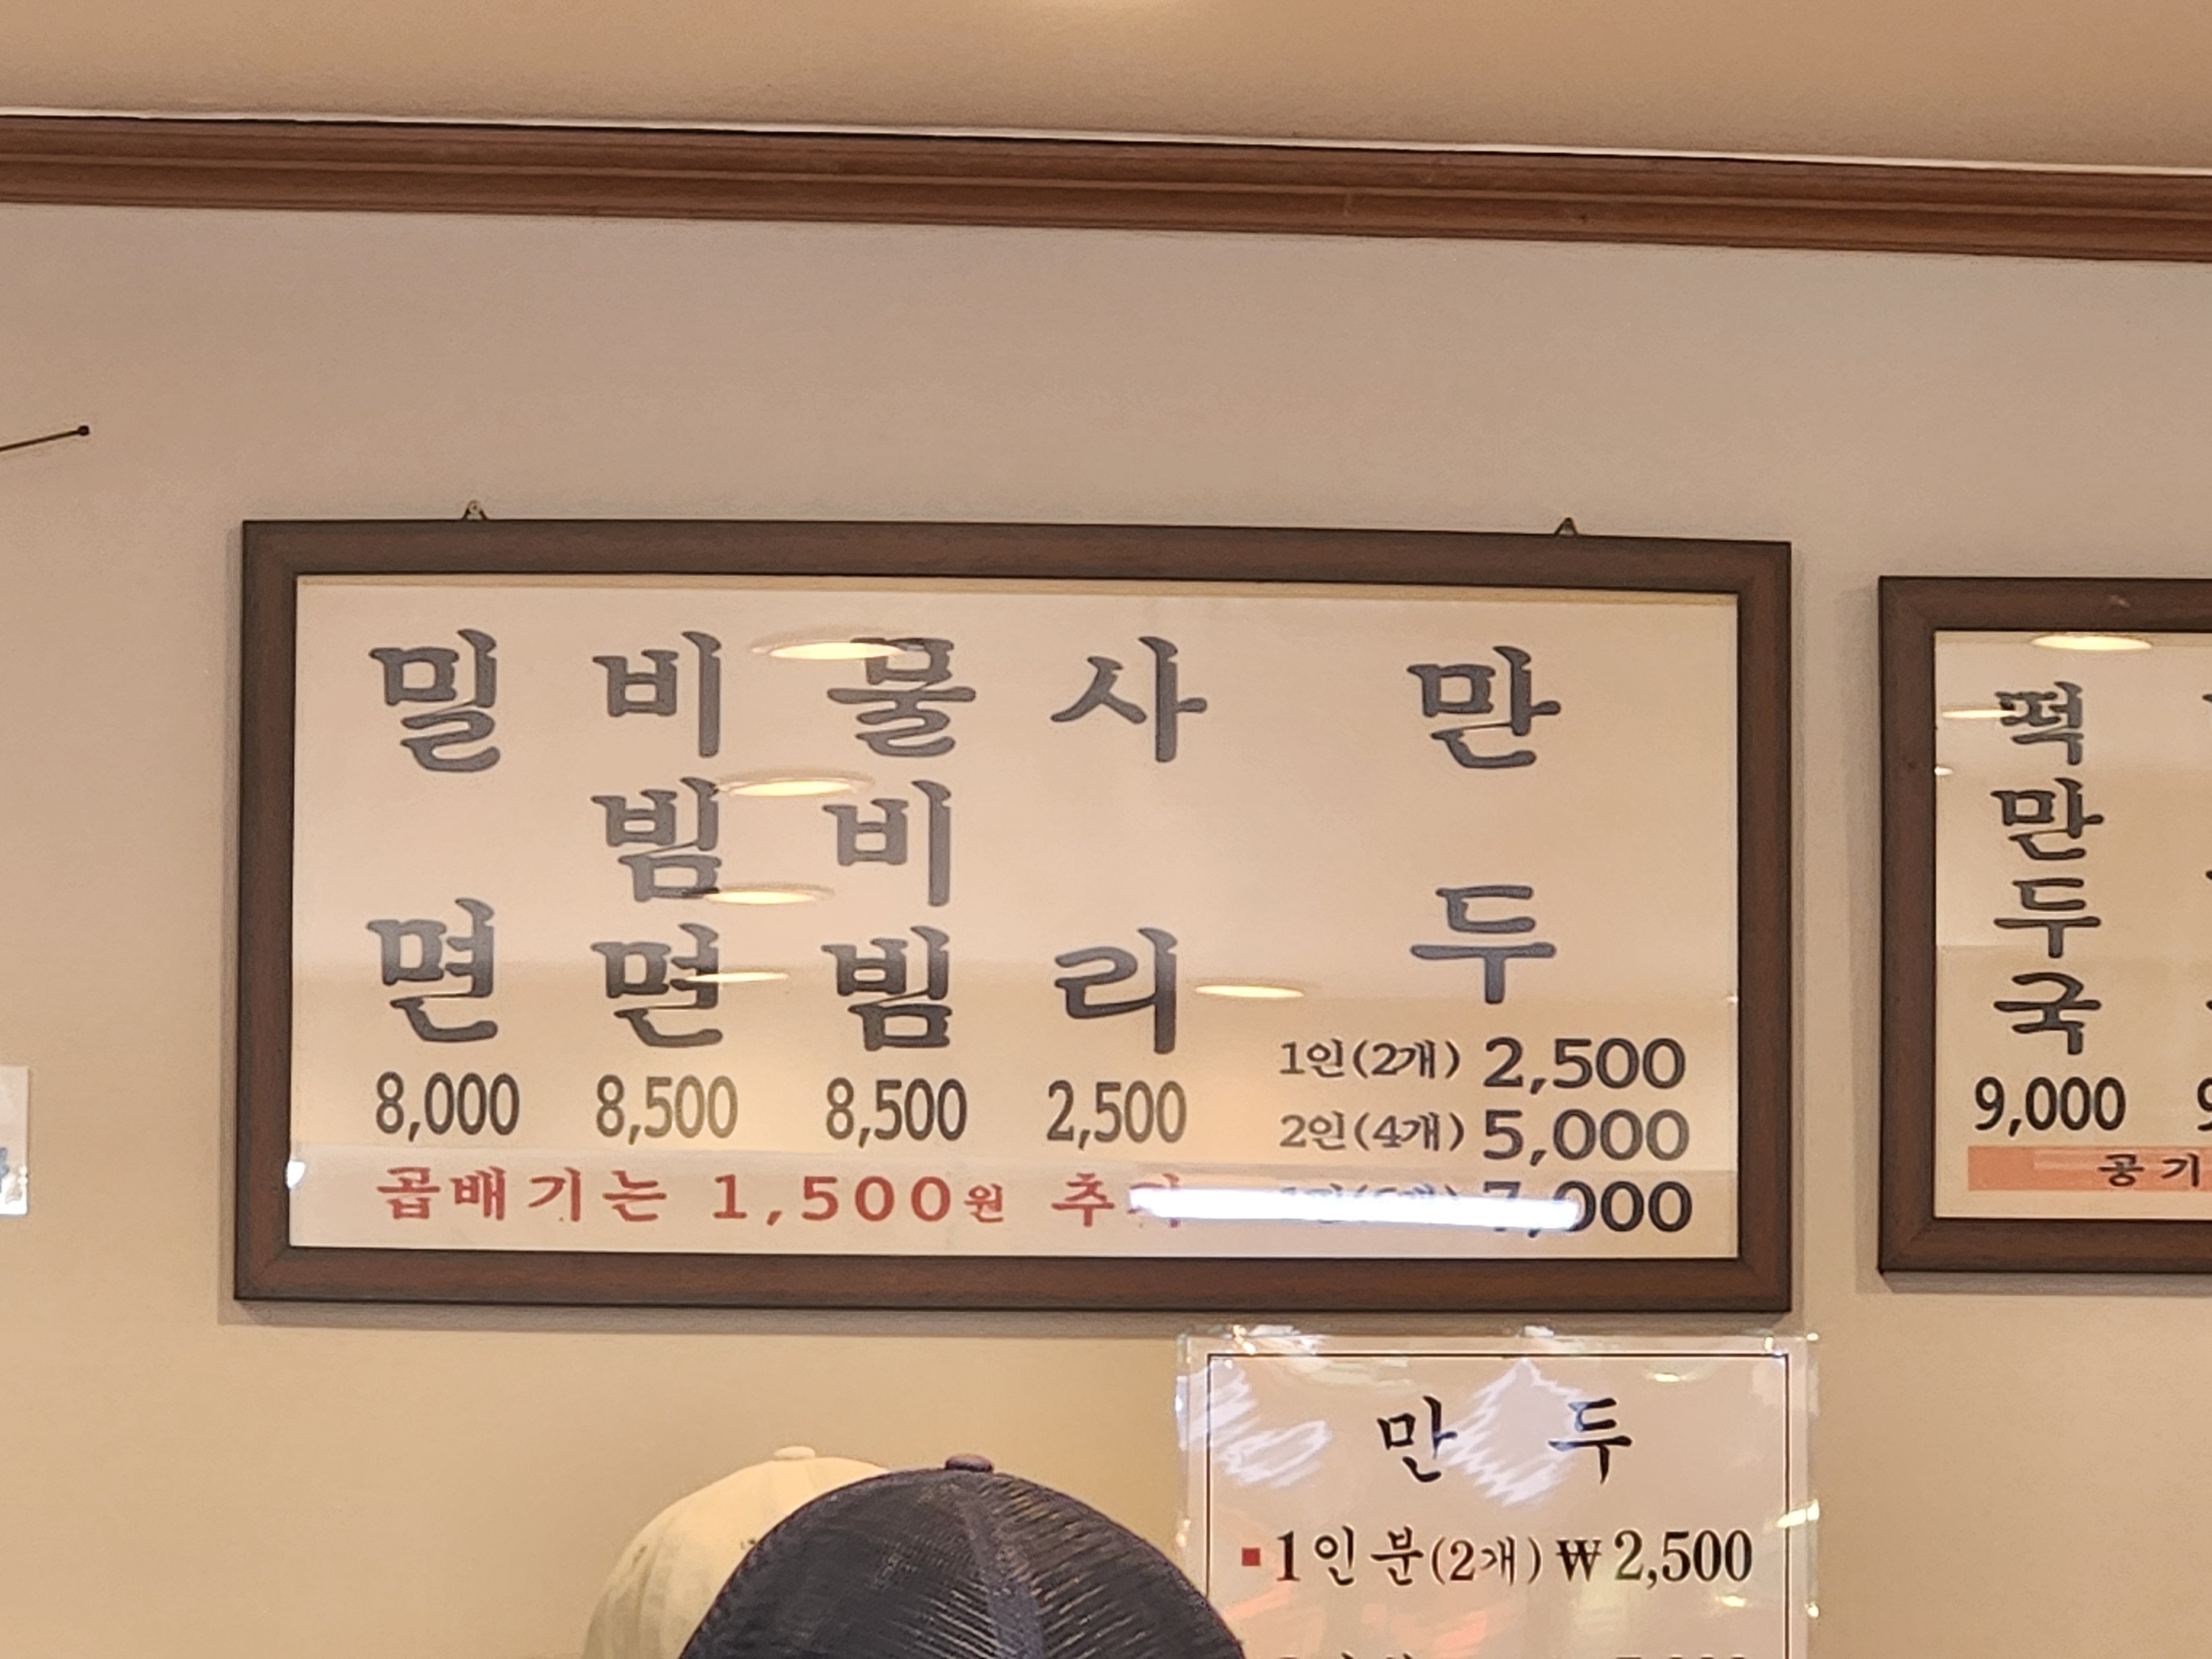 밀면
비빔면
물비빔
사리
만두
8,000
8,500
8,500
2,500
1인(2개) 2,500
2인(4개) 5,000
곱배기는 1,500원
떡만두국
9,000
공기
만두
1인분(2개) ₩2,500